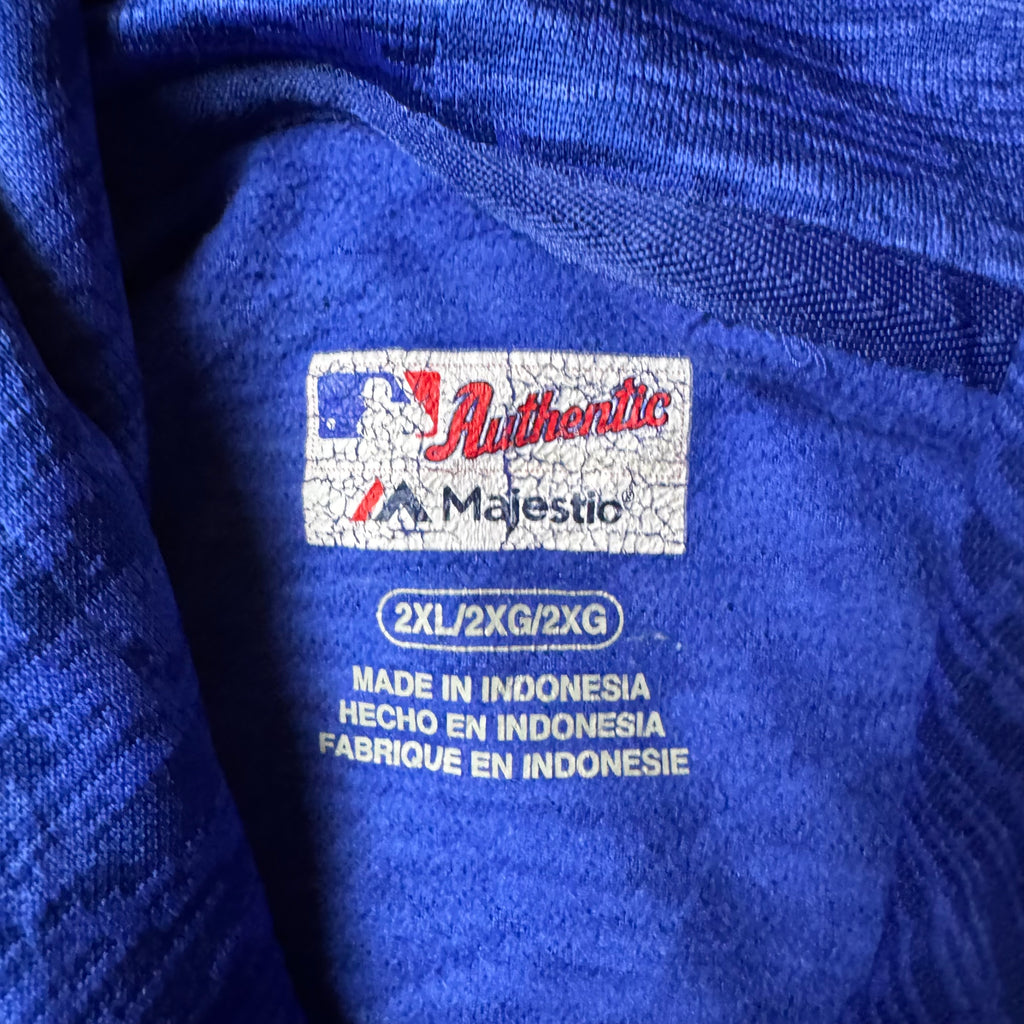 Authentic
Majestic®
2XL/2XG/2XG
MADE IN INDONESIA
HECHO EN INDONESIA
FABRIQUE EN INDONESIE